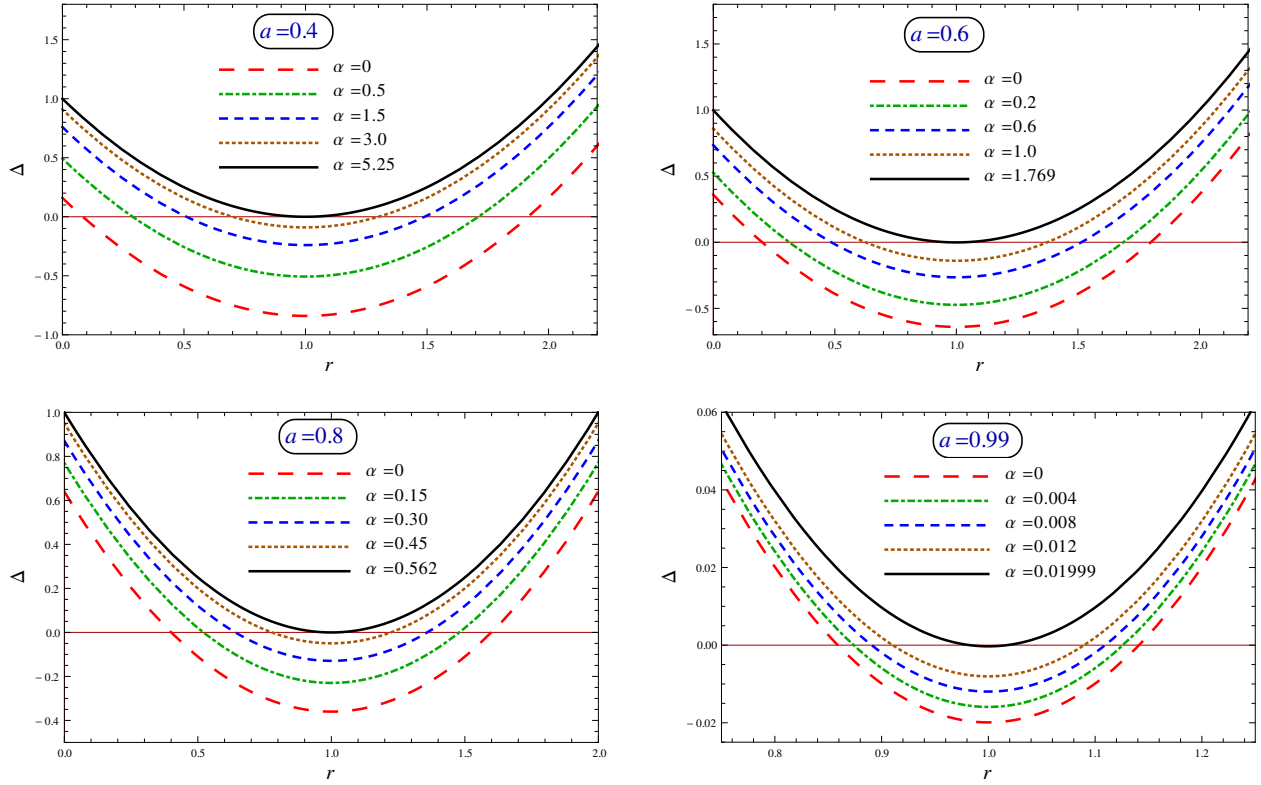 a =0.4
α =0
α =0.5
α =1.5
α =3.0
α =5.25
Δ
1.5
1.0
0.5
0.0
-0.5
-1.0
0.0 0.5 1.0 1.5 2.0
r
a =0.6
α =0
α =0.2
α =0.6
α =1.0
α =1.769
Δ
1.5
1.0
0.5
0.0
-0.5
0.0 0.5 1.0 1.5 2.0
r
a =0.8
α =0
α =0.15
α =0.30
α =0.45
α =0.562
Δ
1.0
0.8
0.6
0.4
0.2
0.0
-0.2
-0.4
0.0 0.5 1.0 1.5 2.0
r
a =0.99
α =0
α =0.004
α =0.008
α =0.012
α =0.01999
Δ
0.06
0.04
0.02
0.00
-0.02
0.8 0.9 1.0 1.1 1.2
r